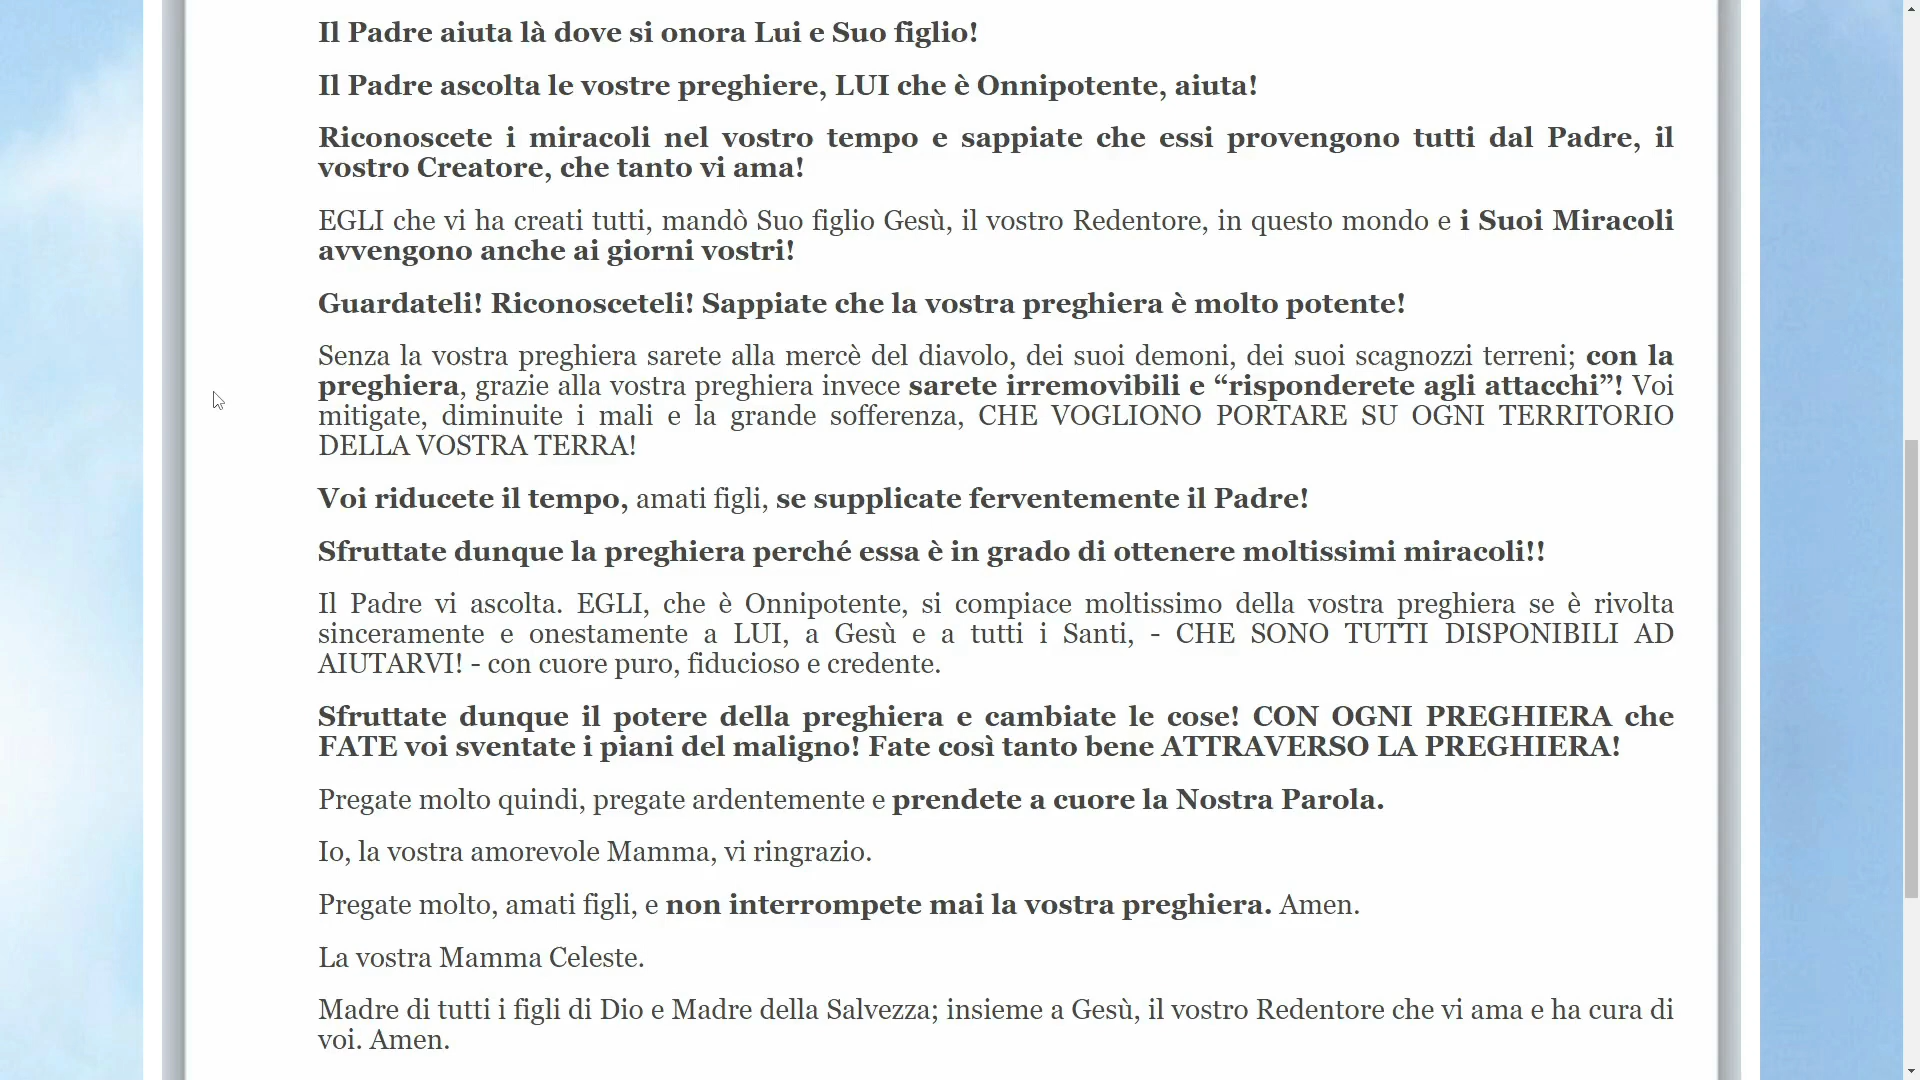 Il Padre aiuta là dove si onora Lui e Suo figlio!
Il Padre ascolta le vostre preghiere, LUI che è Onnipotente, aiuta!
Riconoscete i miracoli nel vostro tempo e sappiate che essi provengono tutti dal Padre, il
vostro Creatore, che tanto vi ama!
EGLI che vi ha creati tutti, mandò Suo figlio Gesù, il vostro Redentore, in questo mondo e i Suoi Miracoli
avvengono anche ai giorni vostri!
Guardateli! Riconosceteli! Sappiate che la vostra preghiera è molto potente!
Senza la vostra preghiera sarete alla mercè del diavolo, dei suoi demoni, dei suoi scagnozzi terreni; con la
preghiera, grazie alla vostra preghiera invece sarete irremovibili e “risponderete agli attacchi”! Voi
mitigate, diminuite i mali e la grande sofferenza, CHE VOGLIONO PORTARE SU OGNI TERRITORIO
DELLA VOSTRA TERRA!
Voi riducete il tempo, amati figli, se supplicate ferventemente il Padre!
Sfruttate dunque la preghiera perché essa è in grado di ottenere moltissimi miracoli!!
Il Padre vi ascolta. EGLI, che è Onnipotente, si compiace moltissimo della vostra preghiera se è rivolta
sinceramente e onestamente a LUI, a Gesù e a tutti i Santi, - CHE SONO TUTTI DISPONIBILI AD
AIUTARVI! - con cuore puro, fiducioso e credente.
Sfruttate dunque il potere della preghiera e cambiate le cose! CON OGNI PREGHIERA che
FATE voi sventate i piani del maligno! Fate così tanto bene ATTRAVERSO LA PREGHIERA!
Pregate molto quindi, pregate ardentemente e prendete a cuore la Nostra Parola.
Io, la vostra amorevole Mamma, vi ringrazio.
Pregate molto, amati figli, e non interrompete mai la vostra preghiera. Amen.
La vostra Mamma Celeste.
Madre di tutti i figli di Dio e Madre della Salvezza; insieme a Gesù, il vostro Redentore che vi ama e ha cura di
voi. Amen.